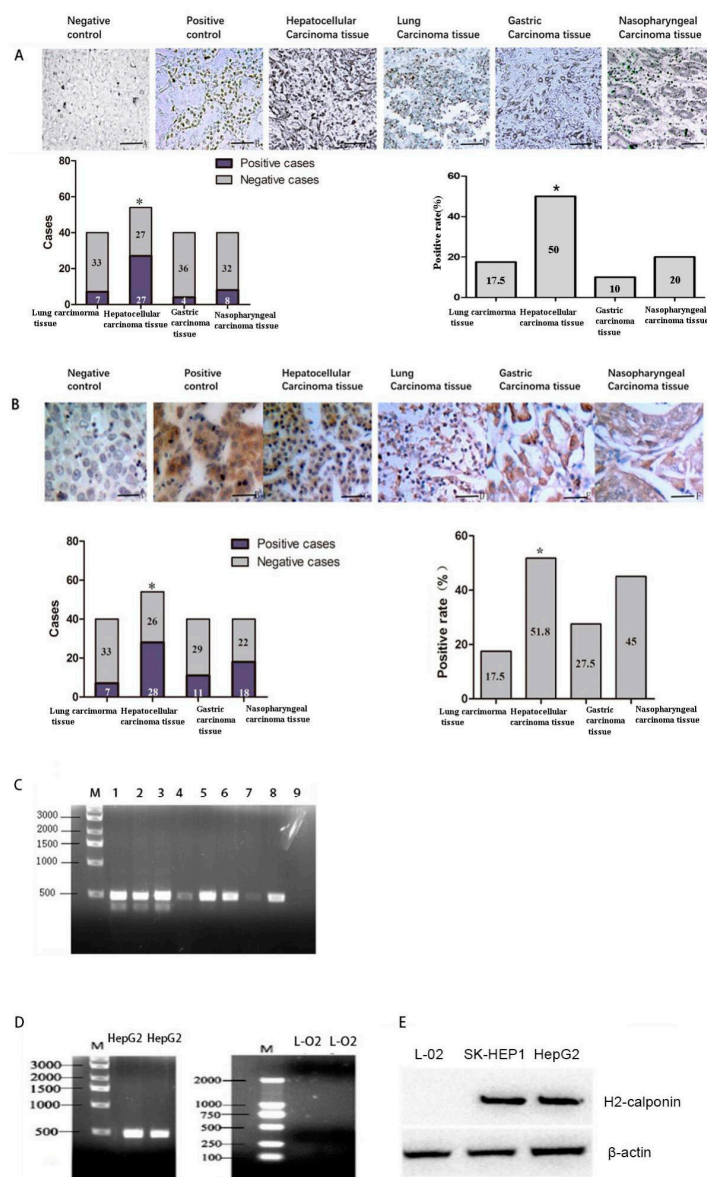 Negative control
Positive control
Hepatocellular Carcinoma tissue
Lung Carcinoma tissue
Gastric Carcinoma tissue
Nasopharyngeal Carcinoma tissue
A
A
B
Positive cases
Negative cases
80
60
40
20
0
Cases
*
33
7
27
27
36
4
32
8
Lung carcimorma tissue
Hepatocellular carcinoma tissue
Gastric carcinoma tissue
Nasopharyngeal carcinoma tissue
60
40
20
0
Positive rate(%)
*
17.5
50
10
20
Lung carcinorma tissue
Hepatocellular carcinoma tissue
Gastric carcinoma tissue
Nasopharyngeal carcinoma tissue
B
Negative control
Positive control
Hepatocellular Carcinoma tissue
Lung Carcinoma tissue
Gastric Carcinoma tissue
Nasopharyngeal Carcinoma tissue
A
B
C
D
E
F
Positive cases
Negative cases
80
60
40
20
0
Cases
*
33
7
26
28
29
11
22
18
Lung carcimorma tissue
Hepatocellular carcinoma tissue
Gastric carcinoma tissue
Nasopharyngeal carcinoma tissue
60
40
20
0
Positive rate (%)
*
17.5
51.8
27.5
45
Lung carcinorma tissue
Hepatocellular carcinoma tissue
Gastric carcinoma tissue
Nasopharyngeal carcinoma tissue
C
M 1 2 3 4 5 6 7 8 9
3000
2000
1500
1000
500
D
M HepG2 HepG2
3000
2000
1500
1000
500
M L-O2 L-O2
2000
1000
750
500
250
100
E
L-02 SK-HEP1 HepG2
H2-calponin
β-actin